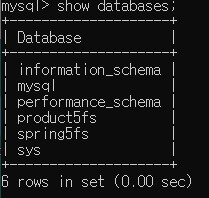 mysql> show databases;
+--------------------+
| Database           |
+--------------------+
| information_schema |
| mysql              |
| performance_schema |
| product5fs         |
| spring5fs          |
| sys                |
+--------------------+
6 rows in set (0.00 sec)